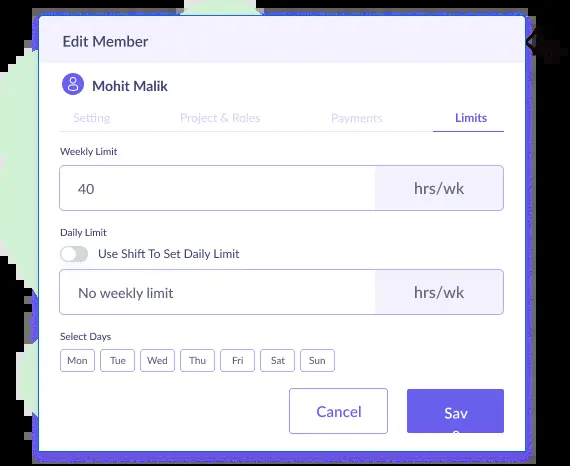 Edit Member
Mohit Malik
Setting Project & Roles Payments Limits
Weekly Limit
40 hrs/wk
Daily Limit
Use Shift To Set Daily Limit
No weekly limit hrs/wk
Select Days
Mon Tue Wed Thu Fri Sat Sun
Cancel Sav